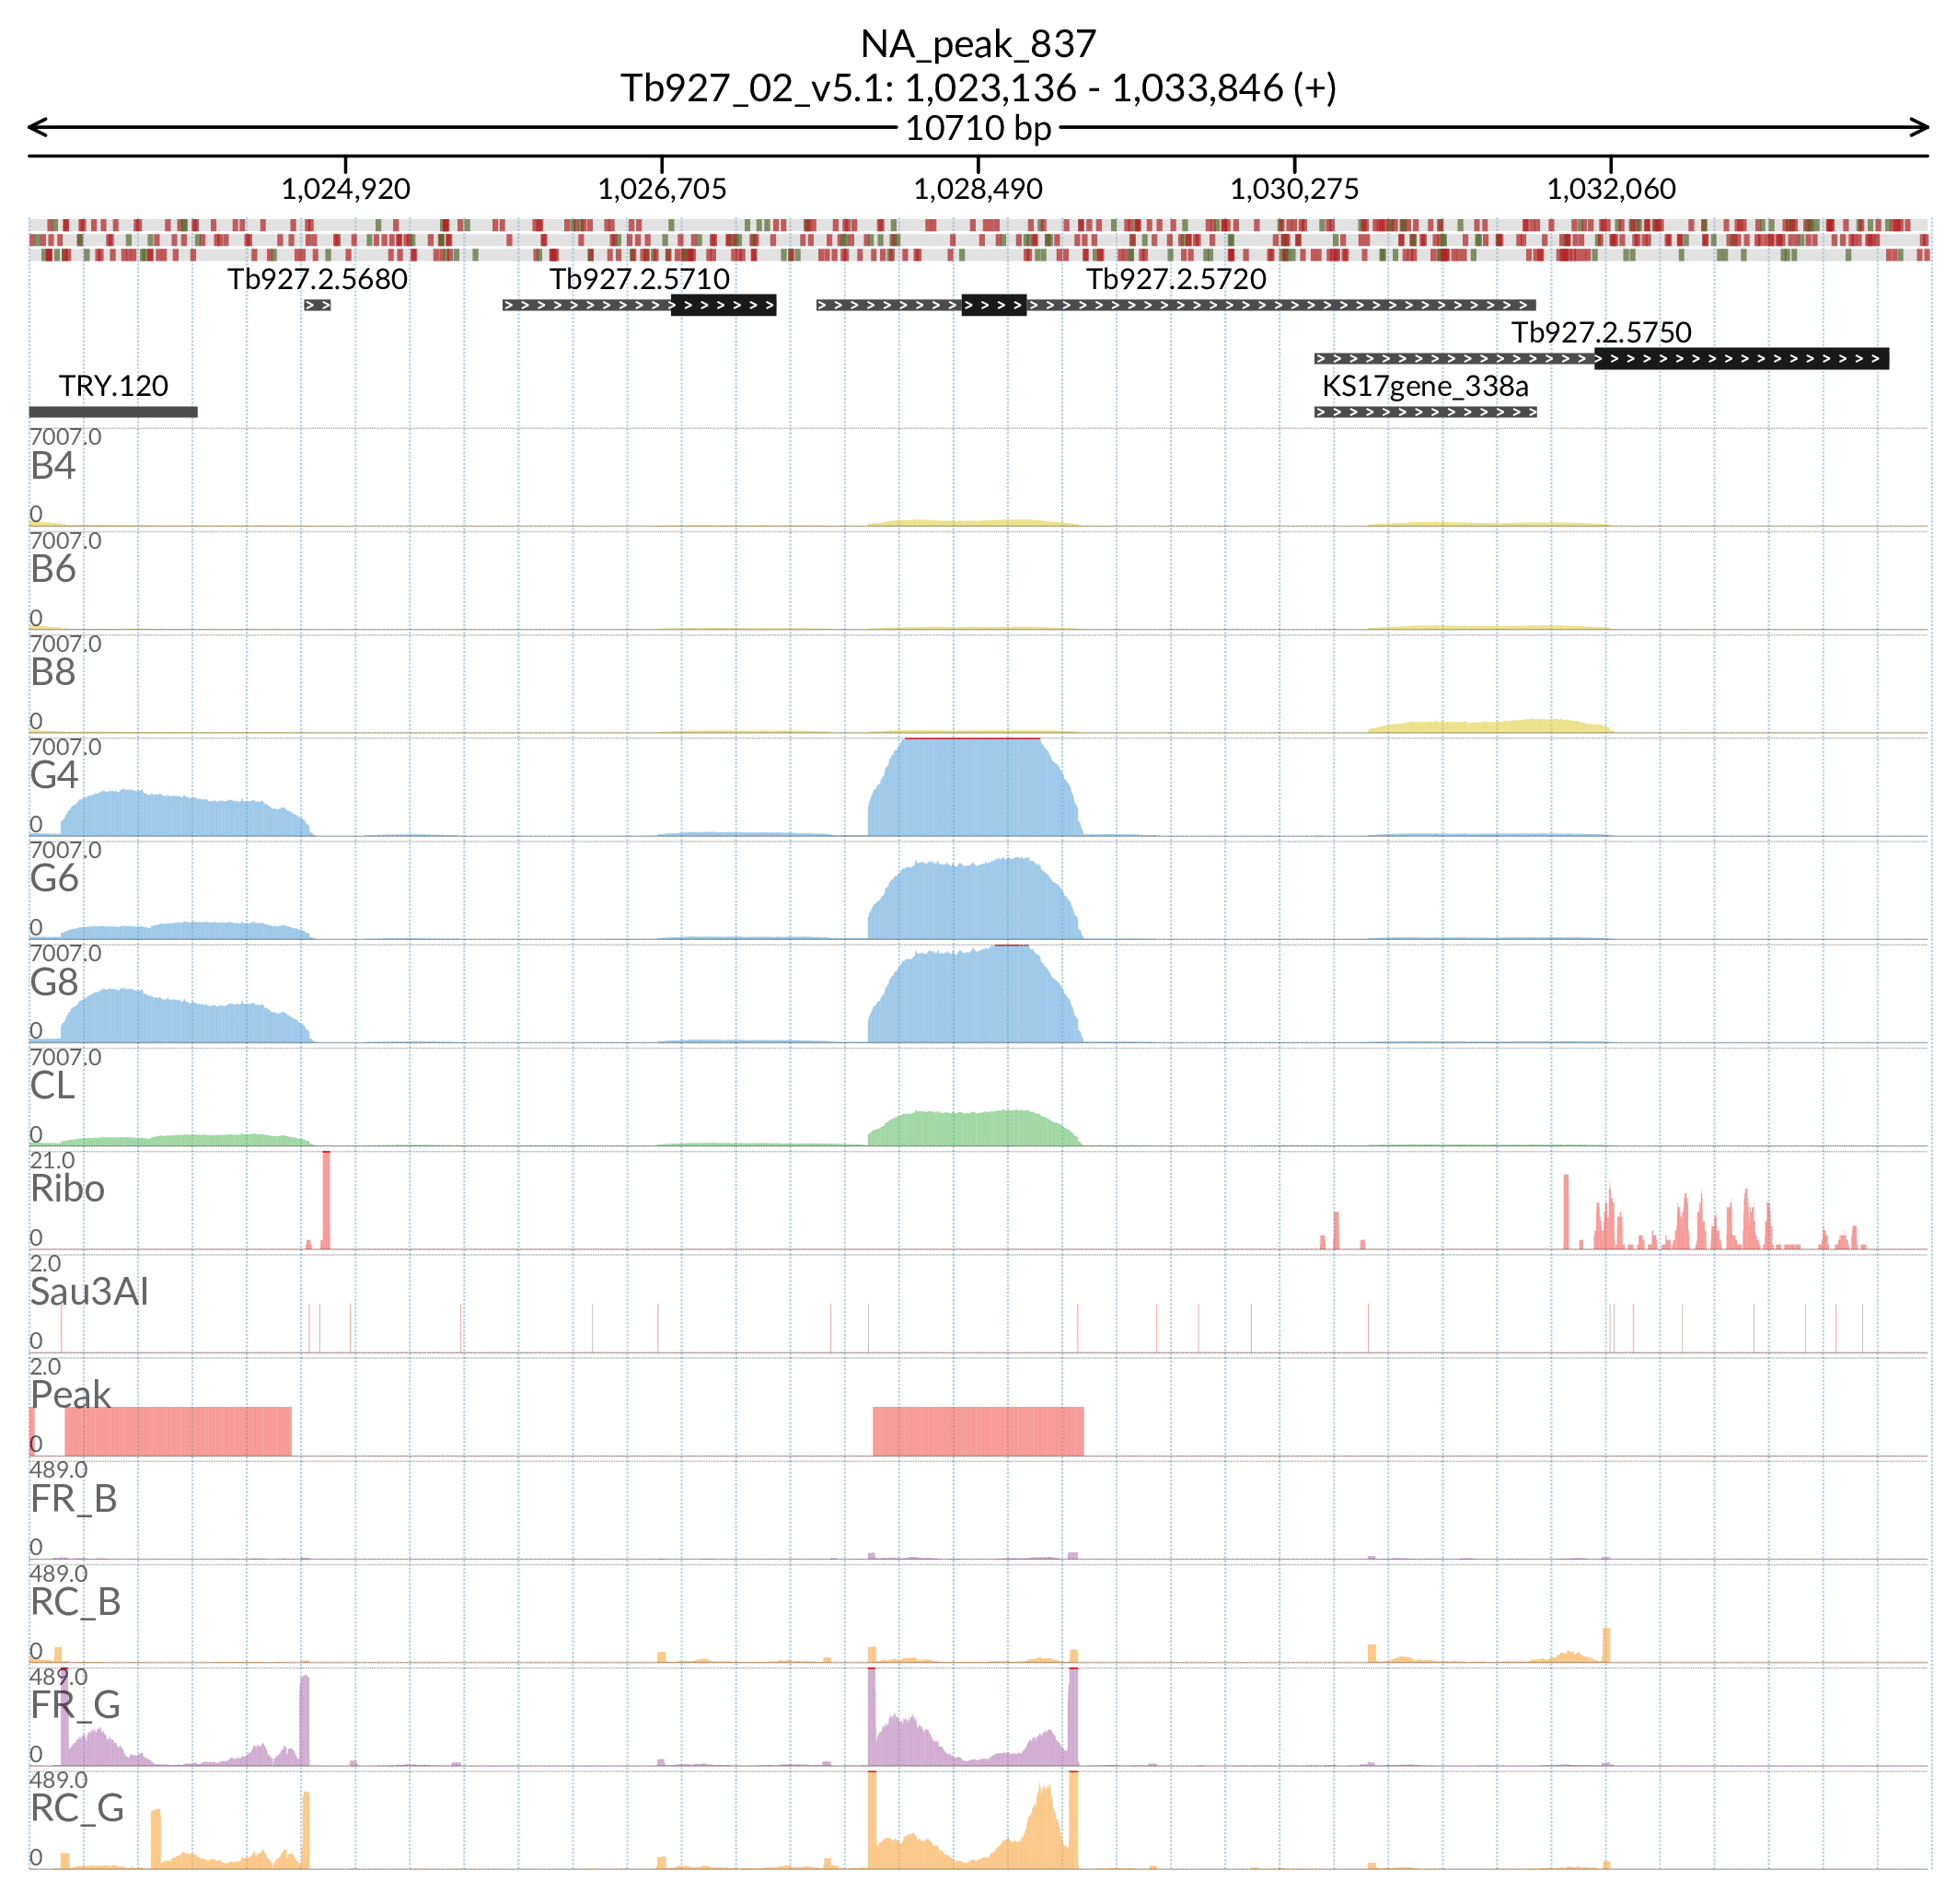 NA_peak_837
Tb927_02_v5.1: 1,023,136 - 1,033,846 (+)
10710 bp
1,024,920 1,026,705 1,028,490 1,030,275 1,032,060
Tb927.2.5680 Tb927.2.5710 Tb927.2.5720
Tb927.2.5750
TRY.120 KS17gene_338a
7007.0
B4
0
7007.0
B6
0
7007.0
B8
0
7007.0
G4
0
7007.0
G6
0
7007.0
G8
0
7007.0
CL
0
21.0
Ribo
0
2.0
Sau3AI
0
2.0
Peak
0
489.0
FR_B
0
489.0
RC_B
0
489.0
FR_G
0
489.0
RC_G
0